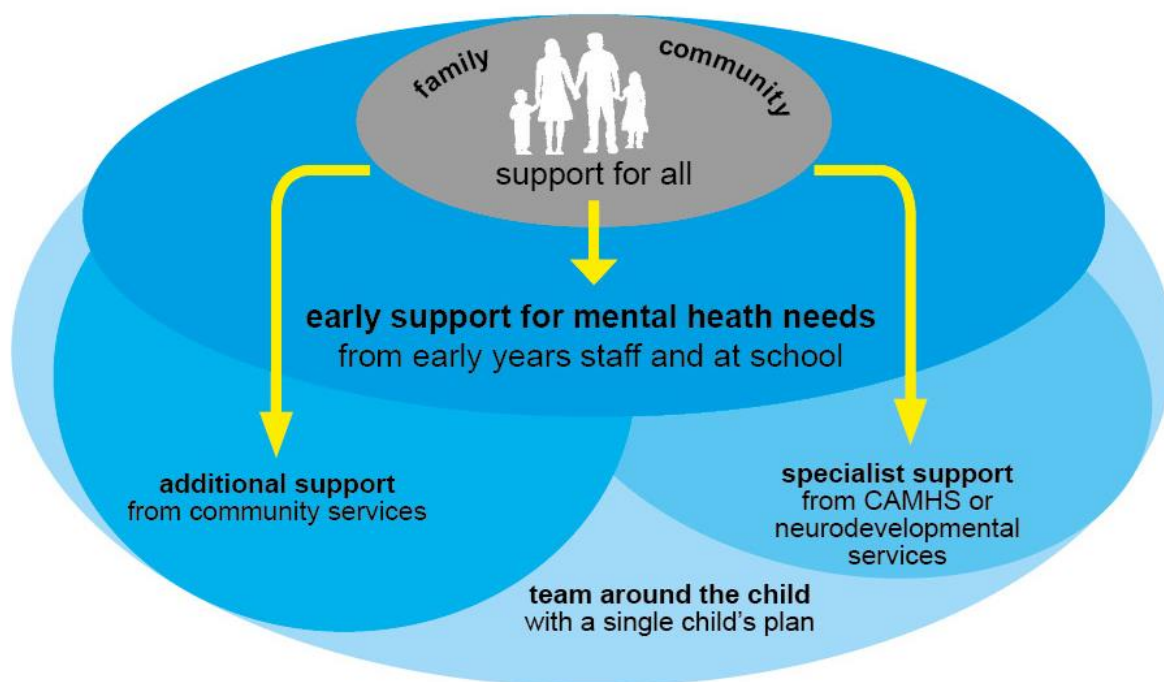 family
community
support for all
early support for mental heath needs
from early years staff and at school
additional support
from community services
specialist support
from CAMHS or
neurodevelopmental
services
team around the child
with a single child's plan